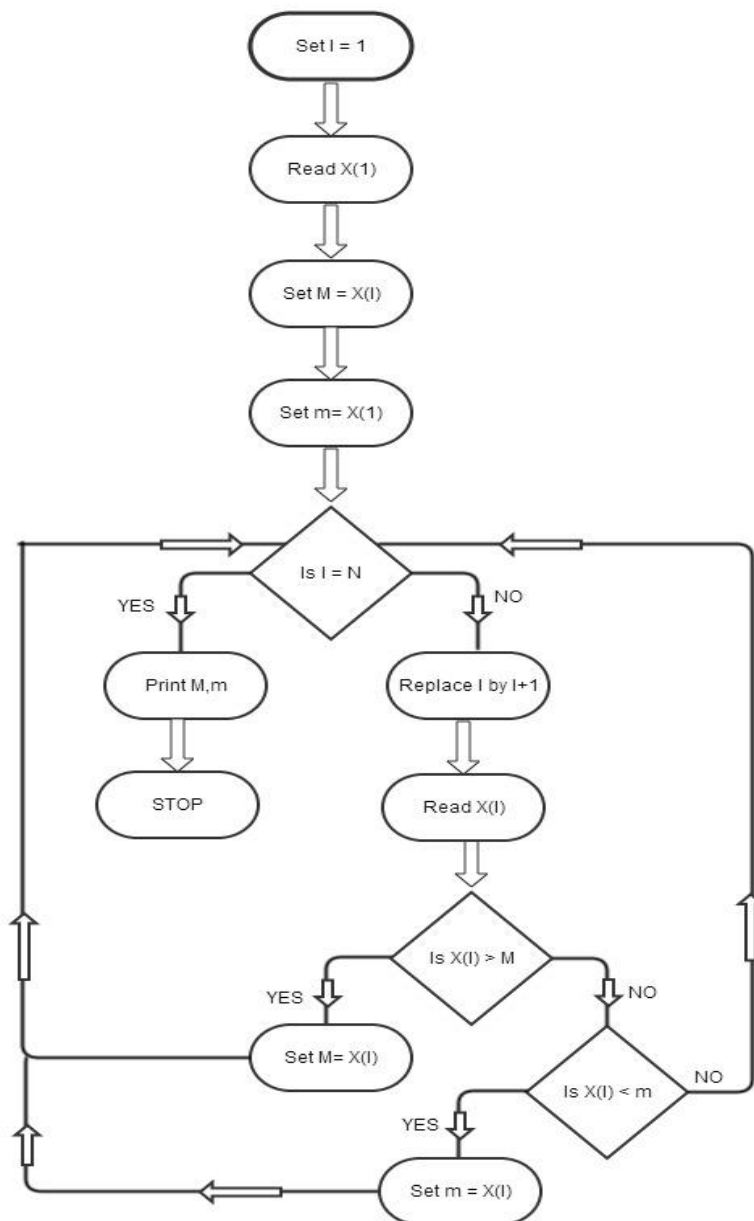 Set I = 1
Read X(1)
Set M = X(I)
Set m= X(1)
Is I = N
YES
NO
Print M,m
Replace I by I+1
STOP
Read X(I)
Is X(I) > M
YES
NO
Set M= X(I)
Is X(I) < m
NO
YES
Set m = X(I)